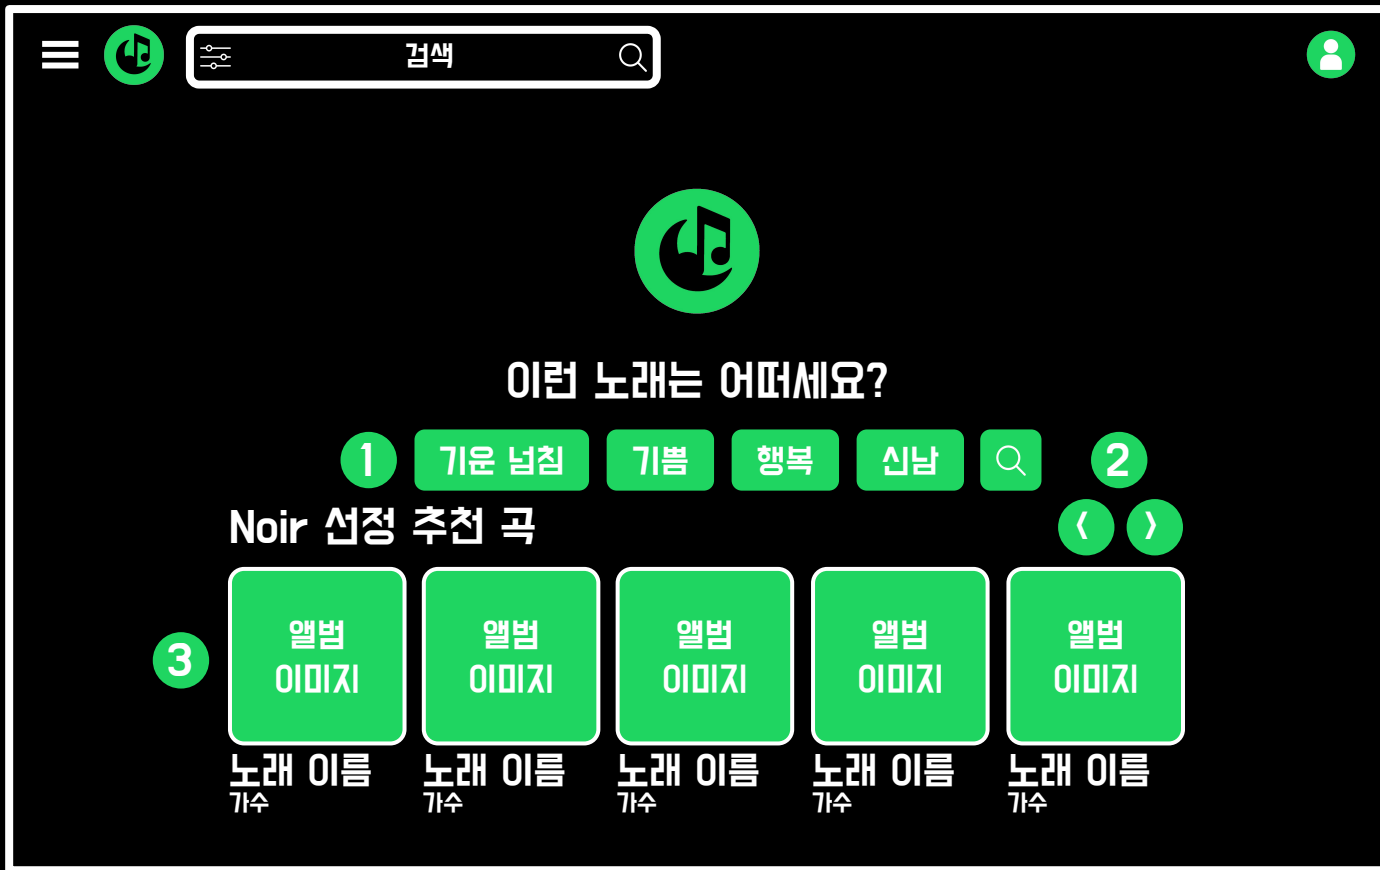 검색
이런 노래는 어떠세요?
1 기운 넘침 기쁨 행복 신남 2
Noir 선정 추천 곡
3
앨범 이미지
앨범 이미지
앨범 이미지
앨범 이미지
앨범 이미지
노래 이름 노래 이름 노래 이름 노래 이름 노래 이름
가수 가수 가수 가수 가수